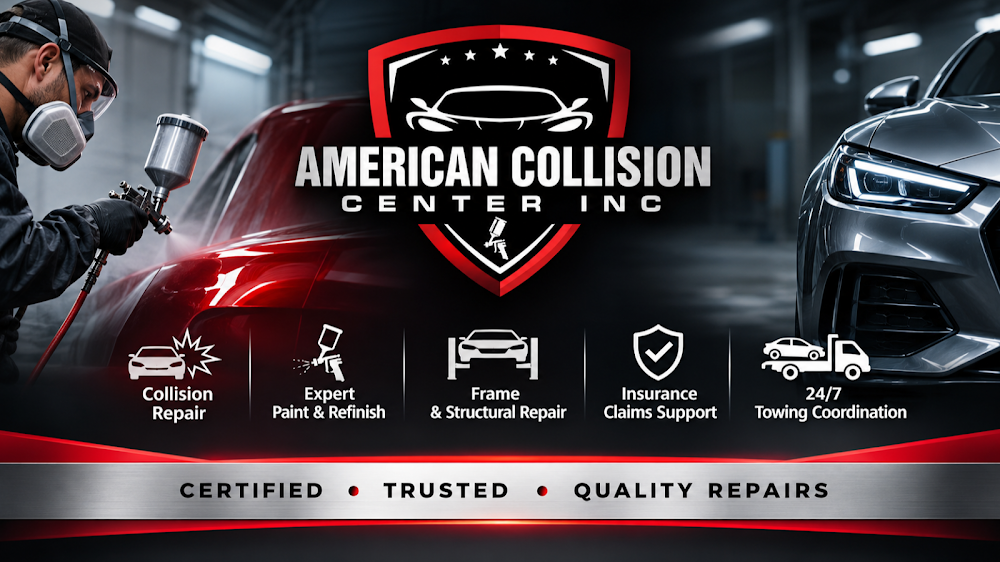 AMERICAN COLLISION
CENTER INC
Collision
Repair
Expert
Paint & Refinish
Frame
& Structural Repair
Insurance
Claims Support
24/7
Towing Coordination
CERTIFIED • TRUSTED • QUALITY REPAIRS